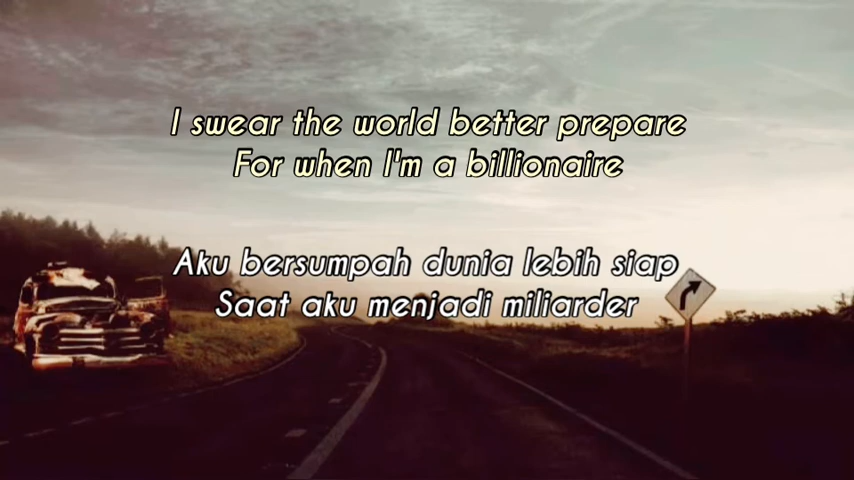 I swear the world better prepare
For when I'm a billionaire
Aku bersumpah dunia lebih siap
Saat aku menjadi miliarder